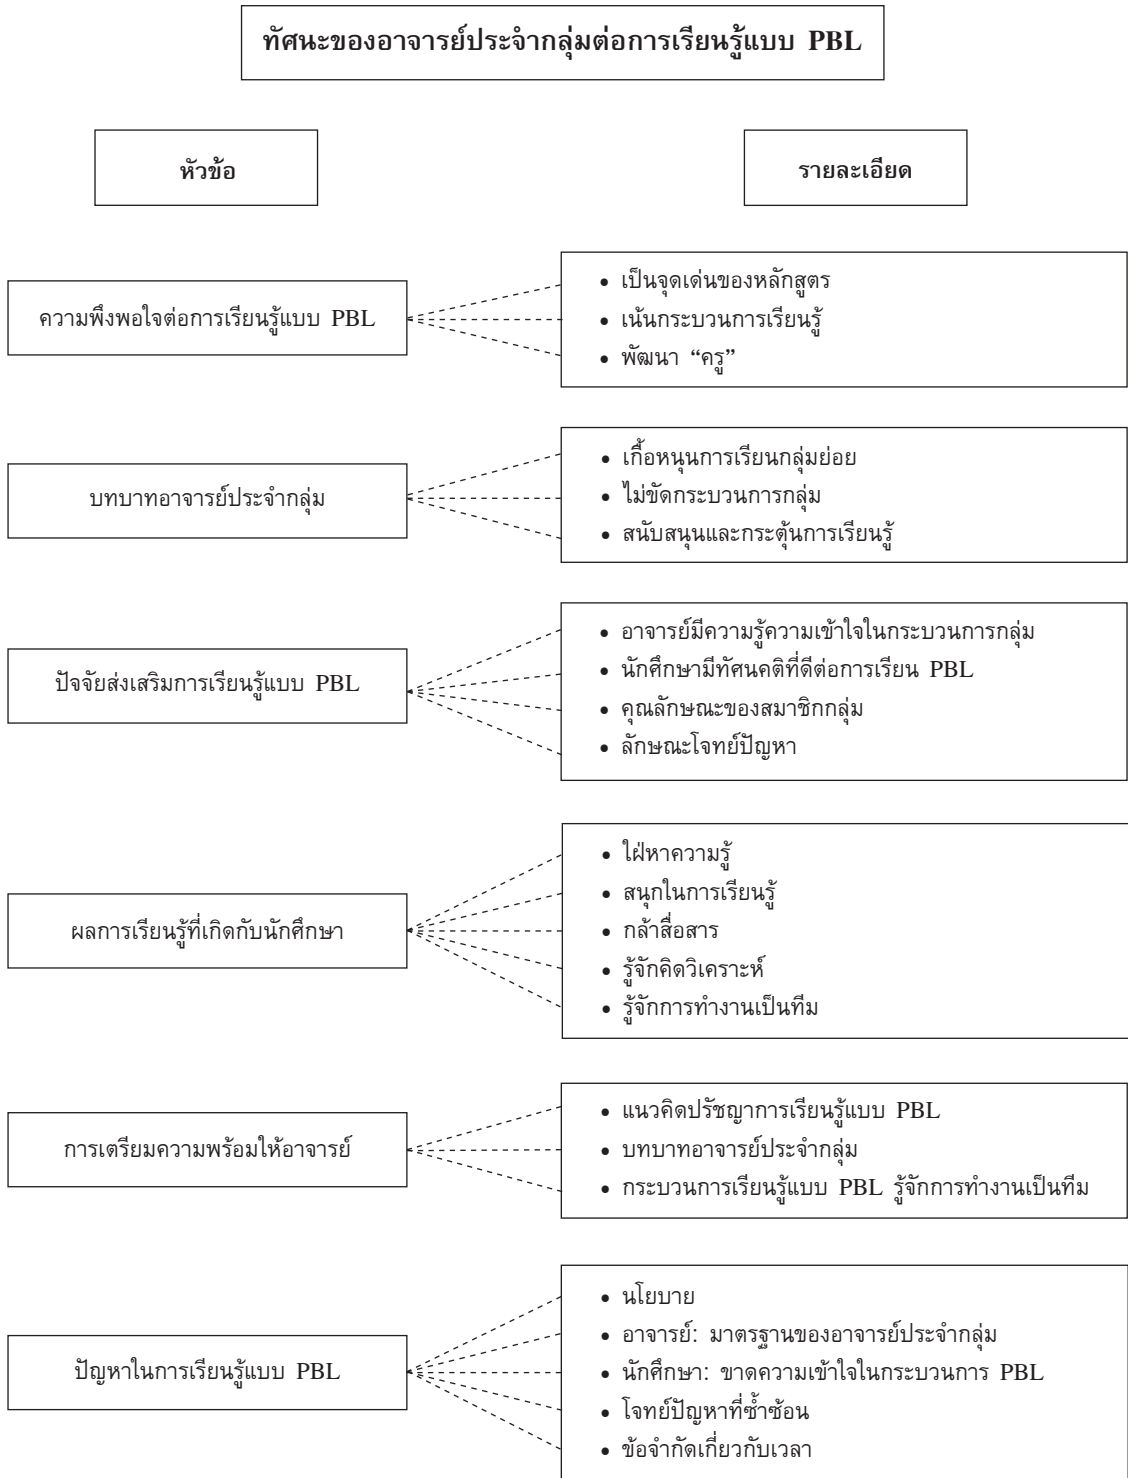 ทัศนะของอาจารย์ประจำกลุ่มต่อการเรียนรู้แบบ PBL
หัวข้อ
รายละเอียด
ความพึงพอใจต่อการเรียนรู้แบบ PBL
• เป็นจุดเด่นของหลักสูตร
• เน้นกระบวนการเรียนรู้
• พัฒนา “ครู”
บทบาทอาจารย์ประจำกลุ่ม
• เกื้อหนุนการเรียนกลุ่มย่อย
• ไม่ขัดกระบวนการกลุ่ม
• สนับสนุนและกระตุ้นการเรียนรู้
ปัจจัยส่งเสริมการเรียนรู้แบบ PBL
• อาจารย์มีความรู้ความเข้าใจในกระบวนการกลุ่ม
• นักศึกษามีทัศนคติที่ดีต่อการเรียน PBL
• คุณลักษณะของสมาชิกกลุ่ม
• ลักษณะโจทย์ปัญหา
ผลการเรียนรู้ที่เกิดกับนักศึกษา
• ใฝ่หาความรู้
• สนุกในการเรียนรู้
• กล้าสื่อสาร
• รู้จักคิดวิเคราะห์
• รู้จักการทำงานเป็นทีม
การเตรียมความพร้อมให้อาจารย์
• แนวคิดปรัชญาการเรียนรู้แบบ PBL
• บทบาทอาจารย์ประจำกลุ่ม
• กระบวนการเรียนรู้แบบ PBL รู้จักการทำงานเป็นทีม
ปัญหาในการเรียนรู้แบบ PBL
• นโยบาย
• อาจารย์: มาตรฐานของอาจารย์ประจำกลุ่ม
• นักศึกษา: ขาดความเข้าใจในกระบวนการ PBL
• โจทย์ปัญหาที่ซ้ำซ้อน
• ข้อจำกัดเกี่ยวกับเวลา